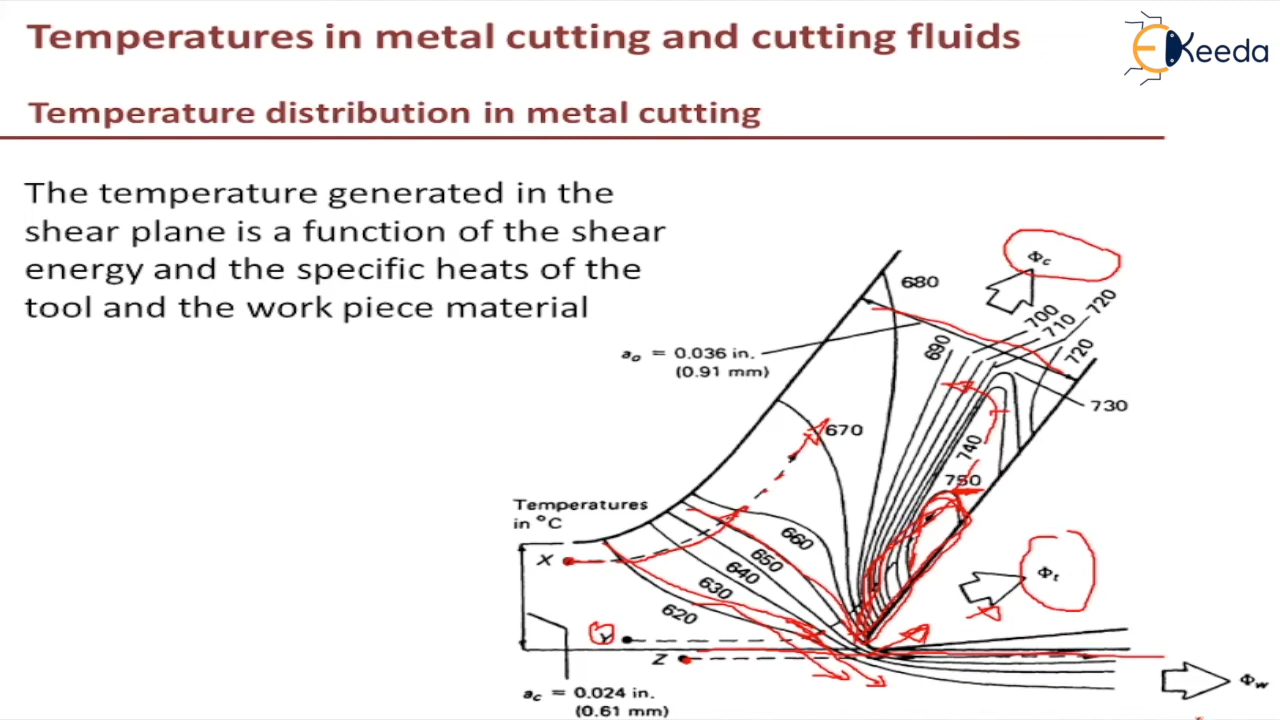 Temperatures in metal cutting and cutting fluids
Keeda
Temperature distribution in metal cutting
The temperature generated in the
shear plane is a function of the shear
energy and the specific heats of the
tool and the work piece material
Φc
680
700
710
720
690
720
ao = 0.036 in.
(0.91 mm)
730
670
740
750
Temperatures
in °C
660
X
650
640
630
620
Φt
Y
Z
Φw
ac = 0.024 in.
(0.61 mm)